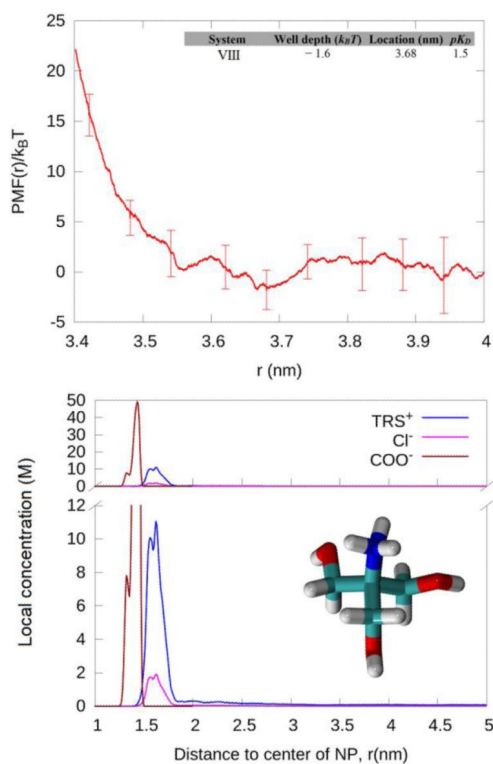 System Well depth (kBT) Location (nm) pKD
VIII −1.6 3.68 1.5
PMF(r)/kBT
25
20
15
10
5
0
-5
3.4 3.5 3.6 3.7 3.8 3.9 4
r (nm)
Local concentration (M)
50
40
30
20
10
0
TRS+
Cl-
COO-
12
10
8
6
4
2
0
1 1.5 2 2.5 3 3.5 4 4.5 5
Distance to center of NP, r(nm)